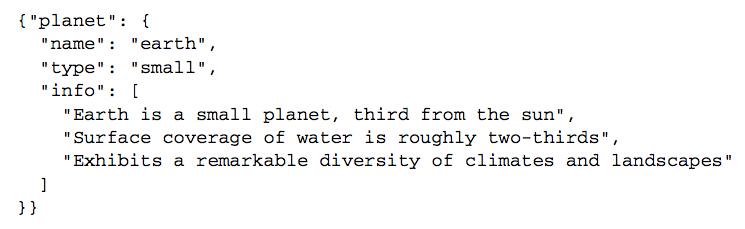 {"planet": {
  "name": "earth",
  "type": "small",
  "info": [
    "Earth is a small planet, third from the sun",
    "Surface coverage of water is roughly two-thirds",
    "Exhibits a remarkable diversity of climates and landscapes"
  ]
}}